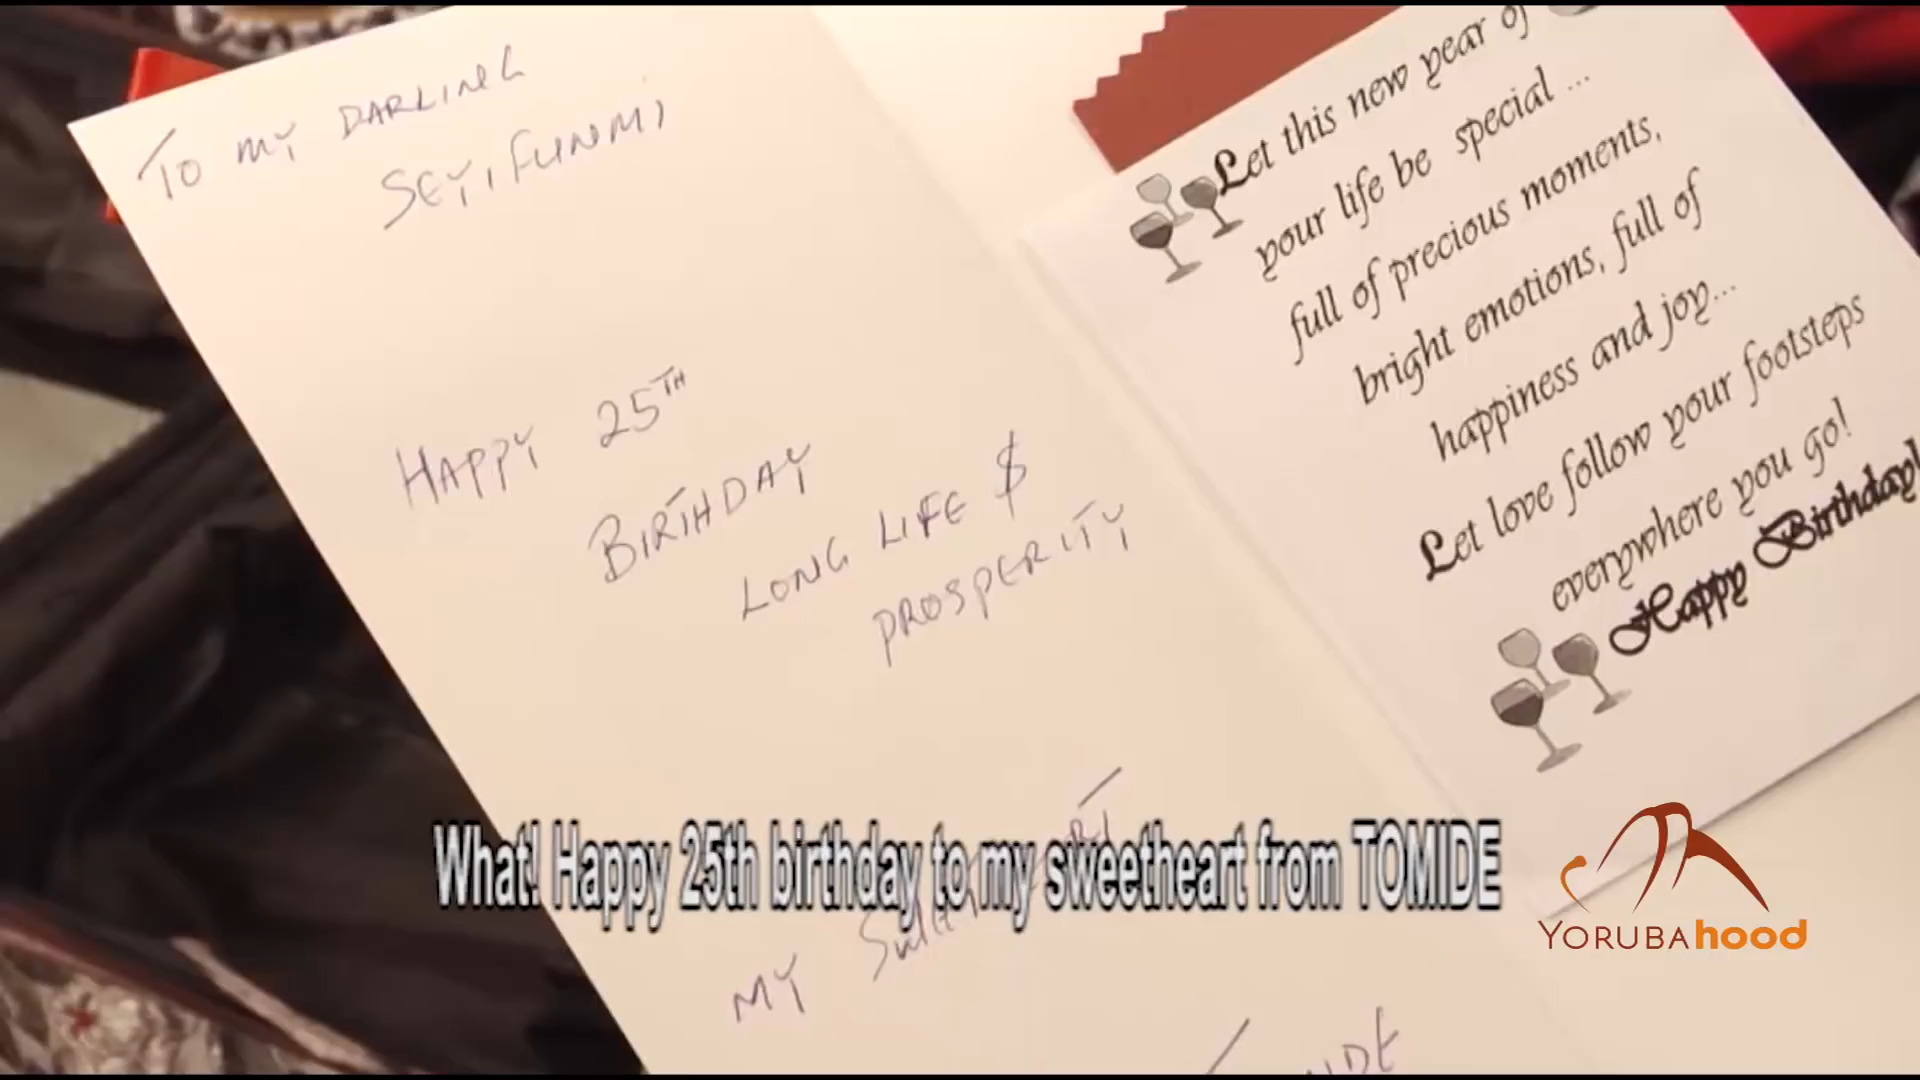 TO MY DARLING
SEYIFUNMI
HAPPY 25TH
BIRTHDAY
LONG LIFE &
PROSPERITY
MY
Let this new year of
your life be special ...
full of precious moments,
bright emotions, full of
happiness and joy...
Let love follow your footsteps
everywhere you go!
Happy Birthday!
What! Happy 25th birthday to my sweetheart from TOMIDE
YORUBAhood